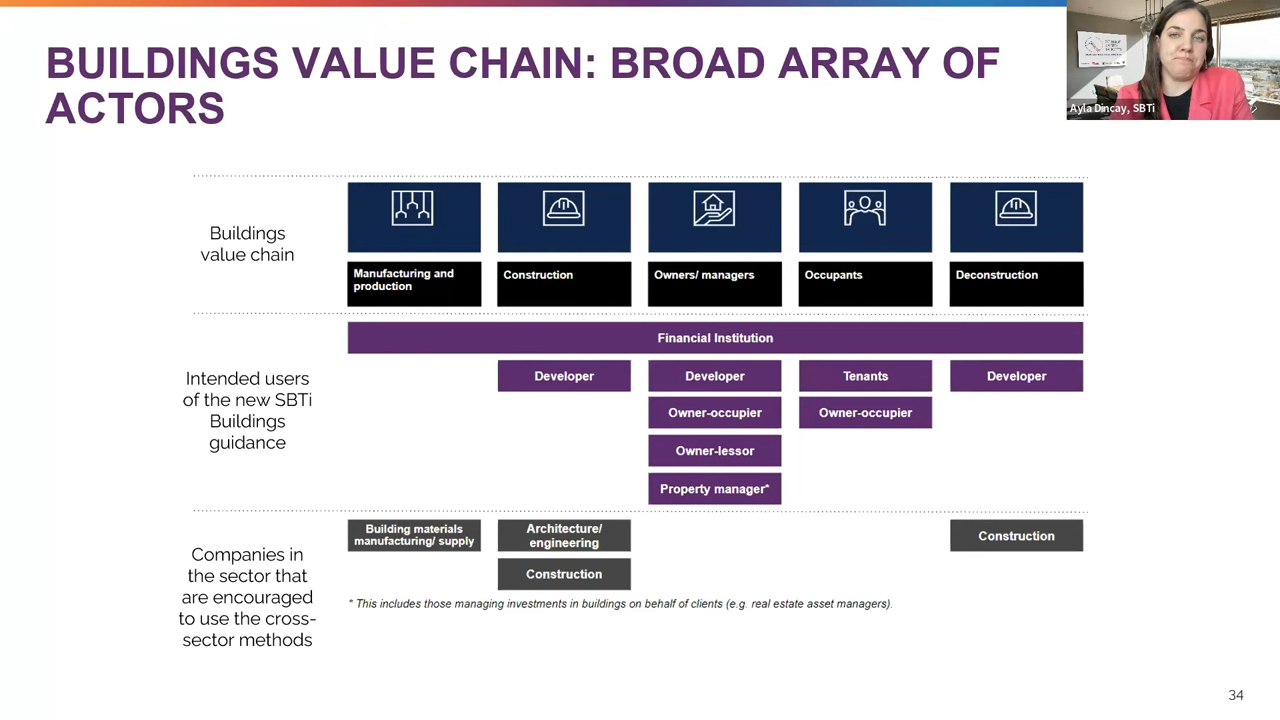 BUILDINGS VALUE CHAIN: BROAD ARRAY OF
ACTORS
Ayla Dincay, SBTi
Buildings
value chain
Manufacturing and
production
Construction
Owners/ managers
Occupants
Deconstruction
Intended users
of the new SBTi
Buildings
guidance
Financial Institution
Developer
Developer
Tenants
Developer
Owner-occupier
Owner-occupier
Owner-lessor
Property manager*
Companies in
the sector that
are encouraged
to use the cross-
sector methods
Building materials
manufacturing/ supply
Architecture/
engineering
Construction
Construction
* This includes those managing investments in buildings on behalf of clients (e.g. real estate asset managers).
34